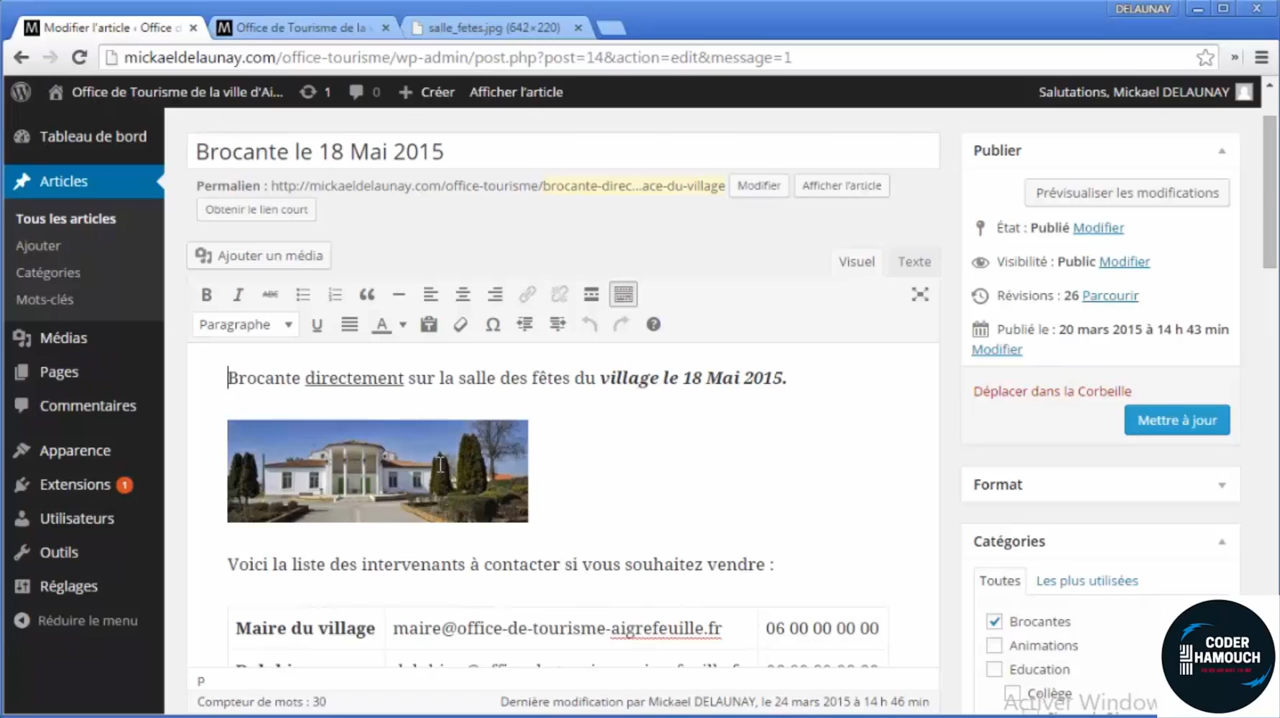 DELAUNAY
Modifier l'article ‹ Office d
Office de Tourisme de la v
salle_fetes.jpg (642×220)
mickaeldelaunay.com/office-tourisme/wp-admin/post.php?post=14&action=edit&message=1
Office de Tourisme de la ville d'Ai... 1 0 Créer Afficher l'article Salutations, Mickael DELAUNAY
Tableau de bord
Articles
Tous les articles
Ajouter
Catégories
Mots-clés
Médias
Pages
Commentaires
Apparence
Extensions 1
Utilisateurs
Outils
Réglages
Réduire le menu
Brocante le 18 Mai 2015
Permalien : http://mickaeldelaunay.com/office-tourisme/brocante-direc...ace-du-village Modifier Afficher l'article
Obtenir le lien court
Ajouter un média
Visuel Texte
Paragraphe
Brocante directement sur la salle des fêtes du village le 18 Mai 2015.
Voici la liste des intervenants à contacter si vous souhaitez vendre :
Maire du village maire@office-de-tourisme-aigrefeuille.fr 06 00 00 00 00
p
Compteur de mots : 30 Dernière modification par Mickael DELAUNAY, le 24 mars 2015 à 14 h 46 min
Publier
Prévisualiser les modifications
État : Publié Modifier
Visibilité : Public Modifier
Révisions : 26 Parcourir
Publié le : 20 mars 2015 à 14 h 43 min
Modifier
Déplacer dans la Corbeille
Mettre à jour
Format
Catégories
Toutes Les plus utilisées
Brocantes
Animations
Education
Collège
Activer Window
CODER
HAMOUCH